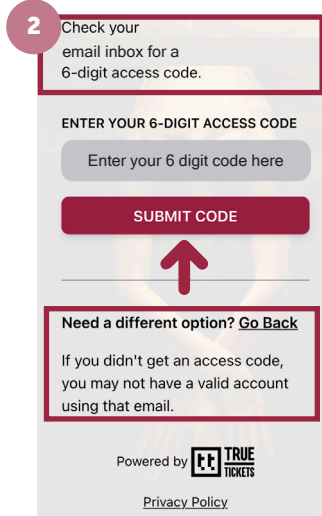 2
Check your
email inbox for a
6-digit access code.
ENTER YOUR 6-DIGIT ACCESS CODE
Enter your 6 digit code here
SUBMIT CODE
Need a different option? Go Back
If you didn't get an access code,
you may not have a valid account
using that email.
Powered by tt TRUE
TICKETS
Privacy Policy